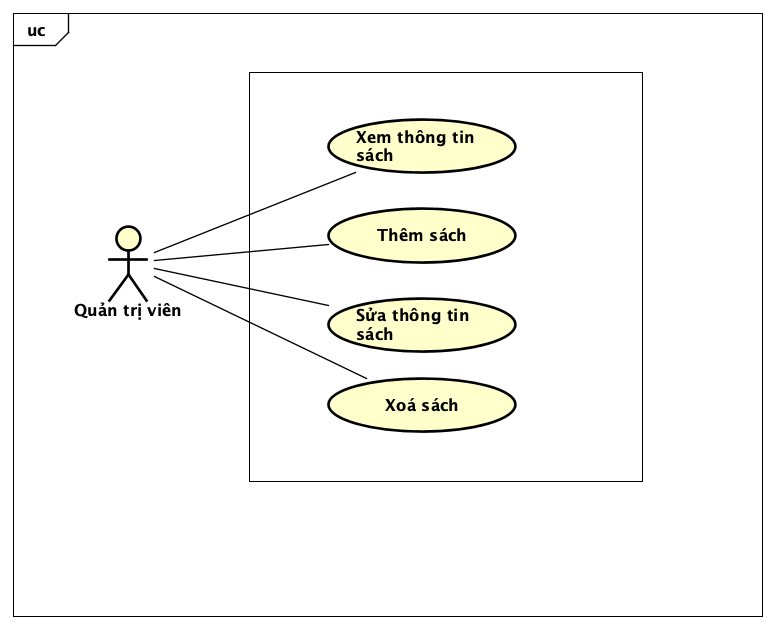 uc
Xem thông tin
sách
Thêm sách
Quản trị viên
Sửa thông tin
sách
Xoá sách